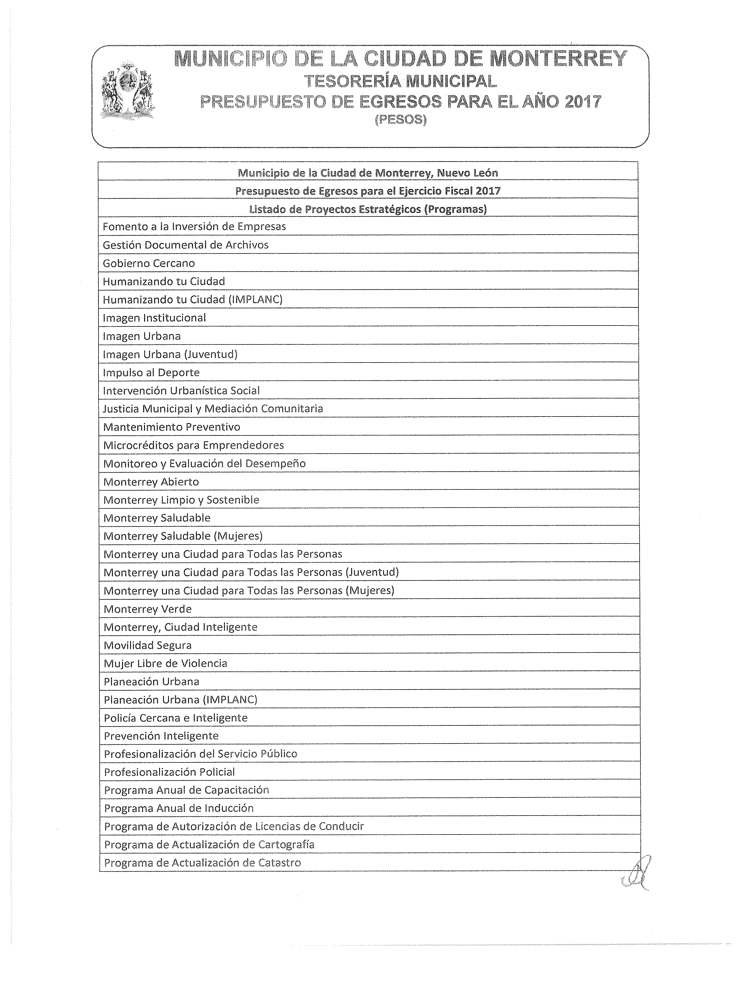 MUNICIPIO DE LA CIUDAD DE MONTERREY
TESORERÍA MUNICIPAL
PRESUPUESTO DE EGRESOS PARA EL AÑO 2017
(PESOS)
Municipio de la Ciudad de Monterrey, Nuevo León
Presupuesto de Egresos para el Ejercicio Fiscal 2017
Listado de Proyectos Estratégicos (Programas)
Fomento a la Inversión de Empresas
Gestión Documental de Archivos
Gobierno Cercano
Humanizando tu Ciudad
Humanizando tu Ciudad (IMPLANC)
Imagen Institucional
Imagen Urbana
Imagen Urbana (Juventud)
Impulso al Deporte
Intervención Urbanística Social
Justicia Municipal y Mediación Comunitaria
Mantenimiento Preventivo
Microcréditos para Emprendedores
Monitoreo y Evaluación del Desempeño
Monterrey Abierto
Monterrey Limpio y Sostenible
Monterrey Saludable
Monterrey Saludable (Mujeres)
Monterrey una Ciudad para Todas las Personas
Monterrey una Ciudad para Todas las Personas (Juventud)
Monterrey una Ciudad para Todas las Personas (Mujeres)
Monterrey Verde
Monterrey, Ciudad Inteligente
Movilidad Segura
Mujer Libre de Violencia
Planeación Urbana
Planeación Urbana (IMPLANC)
Policía Cercana e Inteligente
Prevención Inteligente
Profesionalización del Servicio Público
Profesionalización Policial
Programa Anual de Capacitación
Programa Anual de Inducción
Programa de Autorización de Licencias de Conducir
Programa de Actualización de Cartografía
Programa de Actualización de Catastro